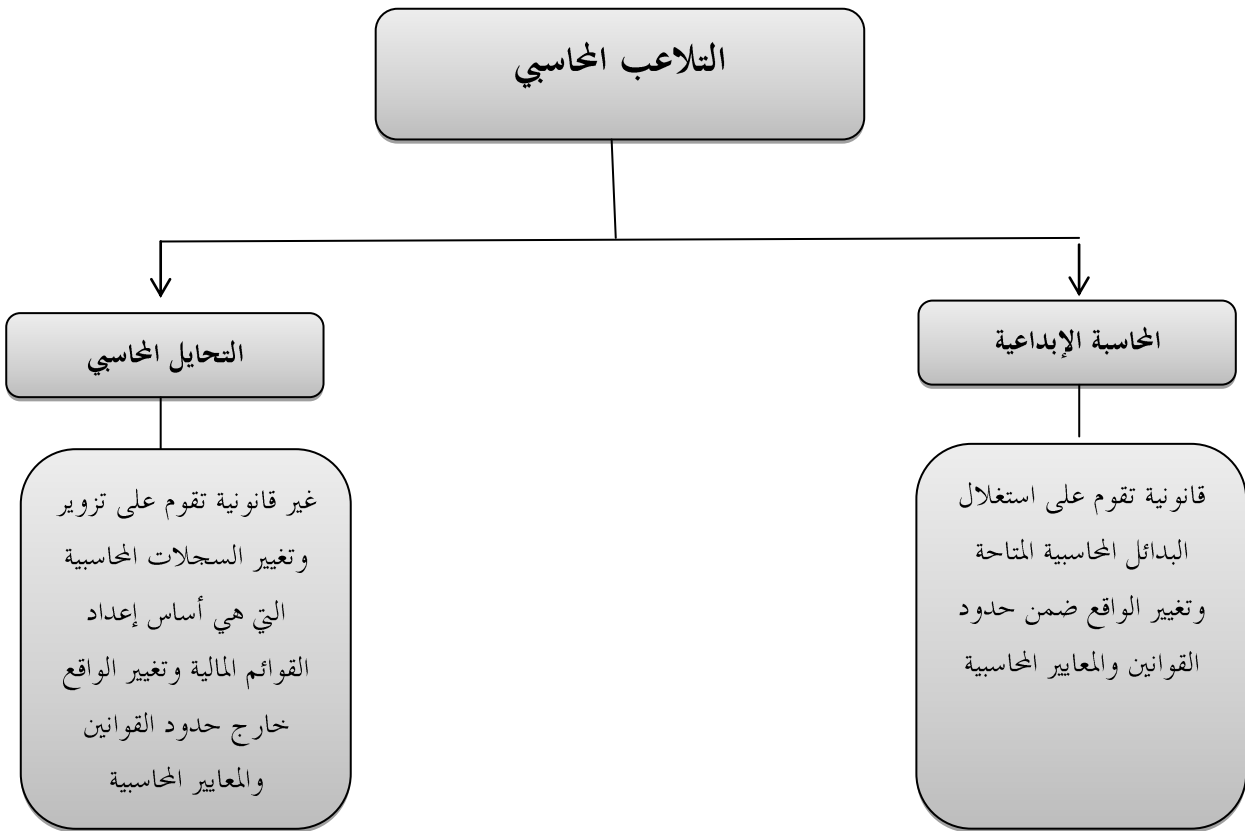 التلاعب المحاسبي
المحاسبة الإبداعية
التحايل المحاسبي
قانونية تقوم على استغلال
البدائل المحاسبية المتاحة
وتغيير الواقع ضمن حدود
القوانين والمعايير المحاسبية
غير قانونية تقوم على تزوير
وتغيير السجلات المحاسبية
التي هي أساس إعداد
القوائم المالية وتغيير الواقع
خارج حدود القوانين
والمعايير المحاسبية